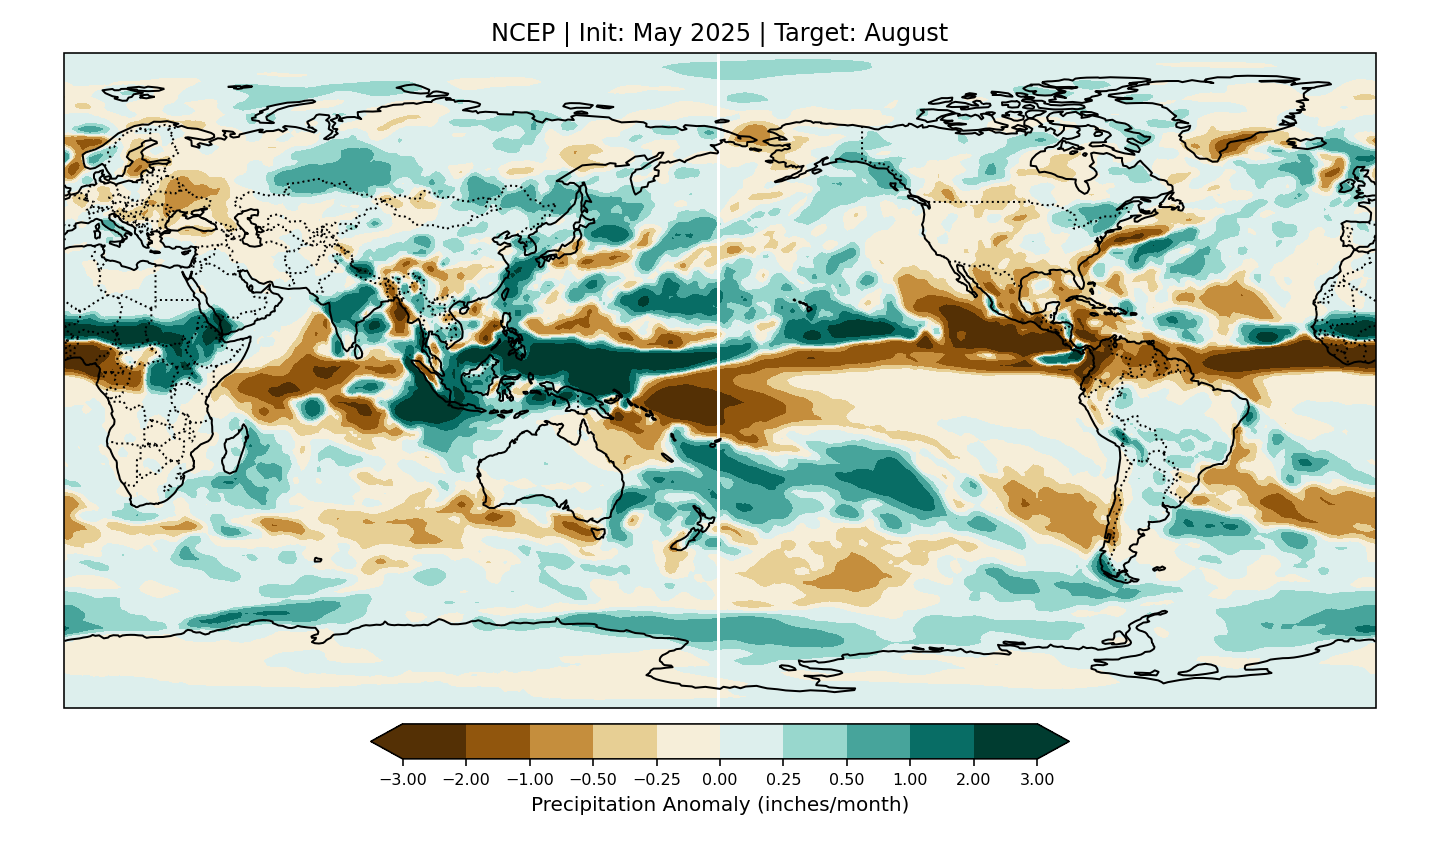 NCEP | Init: May 2025 | Target: August
−3.00 −2.00 −1.00 −0.50 −0.25 0.00 0.25 0.50 1.00 2.00 3.00
Precipitation Anomaly (inches/month)